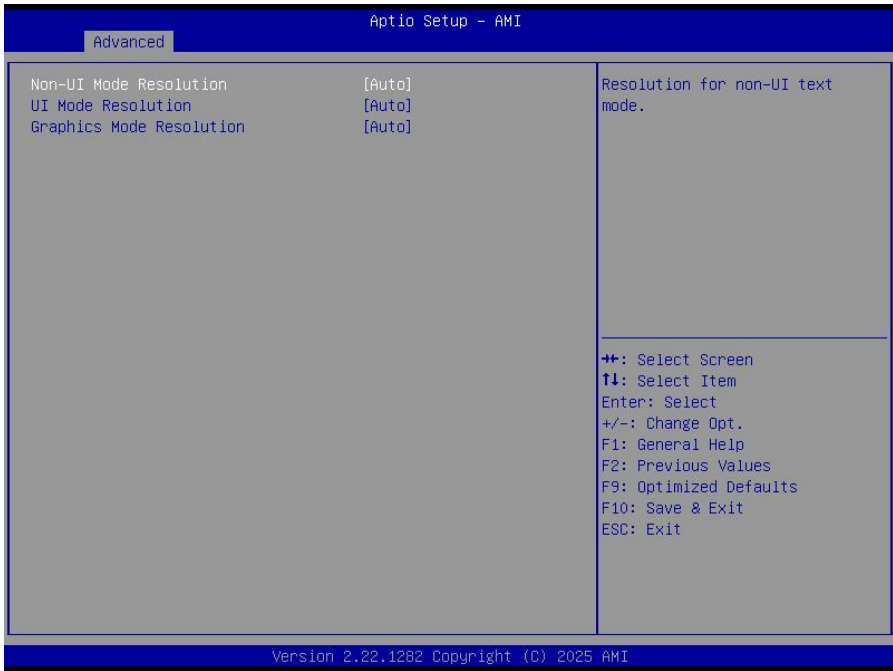 Aptio Setup - AMI
Advanced
Non-UI Mode Resolution [Auto]
UI Mode Resolution [Auto]
Graphics Mode Resolution [Auto]
Resolution for non-UI text
mode.
→←: Select Screen
↑↓: Select Item
Enter: Select
+/-: Change Opt.
F1: General Help
F2: Previous Values
F9: Optimized Defaults
F10: Save & Exit
ESC: Exit
Version 2.22.1282 Copyright (C) 2025 AMI